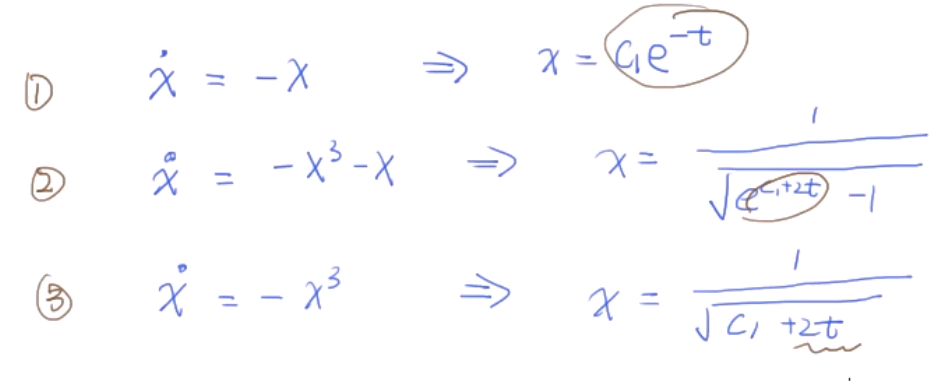 ① ẋ = -x ⇒ x = C₁e^{-t}
② ẋ = -x³-x ⇒ x = 1/√(e^{C₁+2t} -1)
③ ẋ = -x³ ⇒ x = 1/√(C₁ +2t)